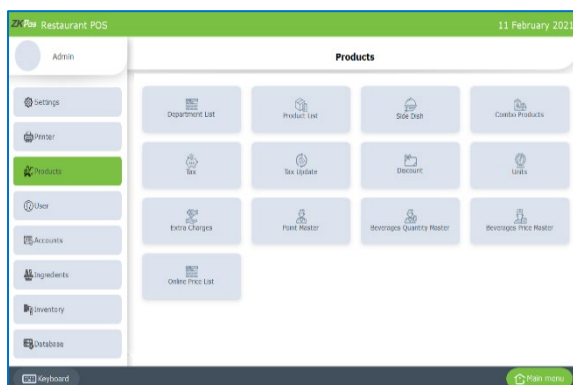 ZKPos Restaurant POS 11 February 2021
Admin
Products
Settings
Printer
Products
User
Accounts
Ingredients
Inventory
Database
Department List
Product List
Side Dish
Combo Products
Tax
Tax Update
Discount
Units
Extra Charges
Point Master
Beverages Quantity Master
Beverages Price Master
Online Price List
Keyboard
Main menu